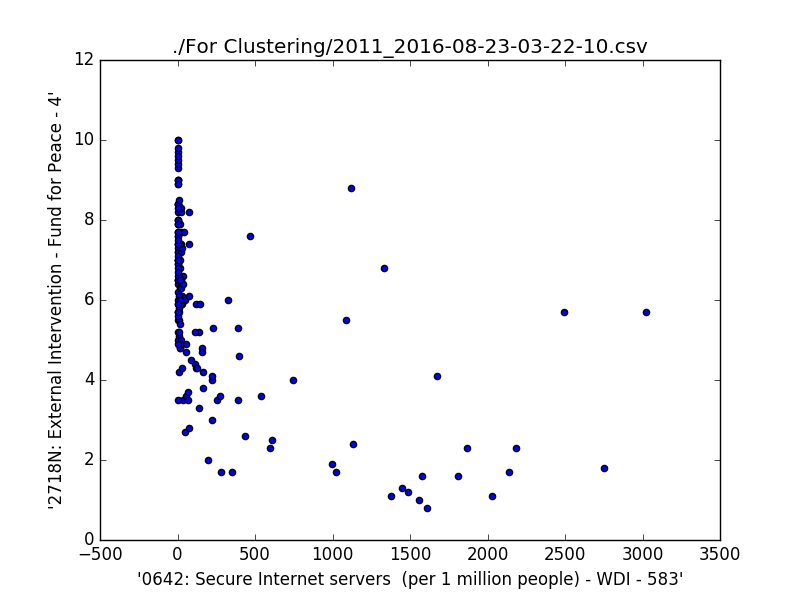 ./For Clustering/2011_2016-08-23-03-22-10.csv
12
10
8
6
4
2
0
'2718N: External Intervention - Fund for Peace - 4'
−500 0 500 1000 1500 2000 2500 3000 3500
'0642: Secure Internet servers  (per 1 million people) - WDI - 583'